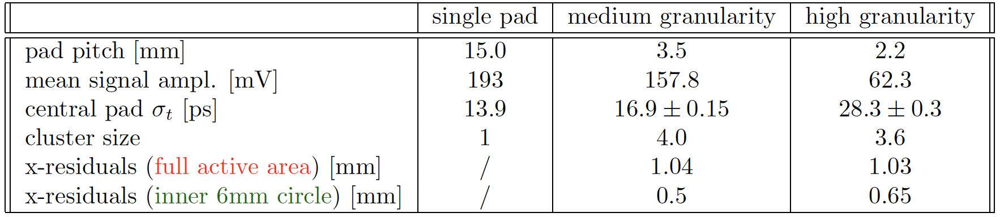 single pad medium granularity high granularity
pad pitch [mm] 15.0 3.5 2.2
mean signal ampl. [mV] 193 157.8 62.3
central pad σt [ps] 13.9 16.9 ± 0.15 28.3 ± 0.3
cluster size 1 4.0 3.6
x-residuals (full active area) [mm] / 1.04 1.03
x-residuals (inner 6mm circle) [mm] / 0.5 0.65